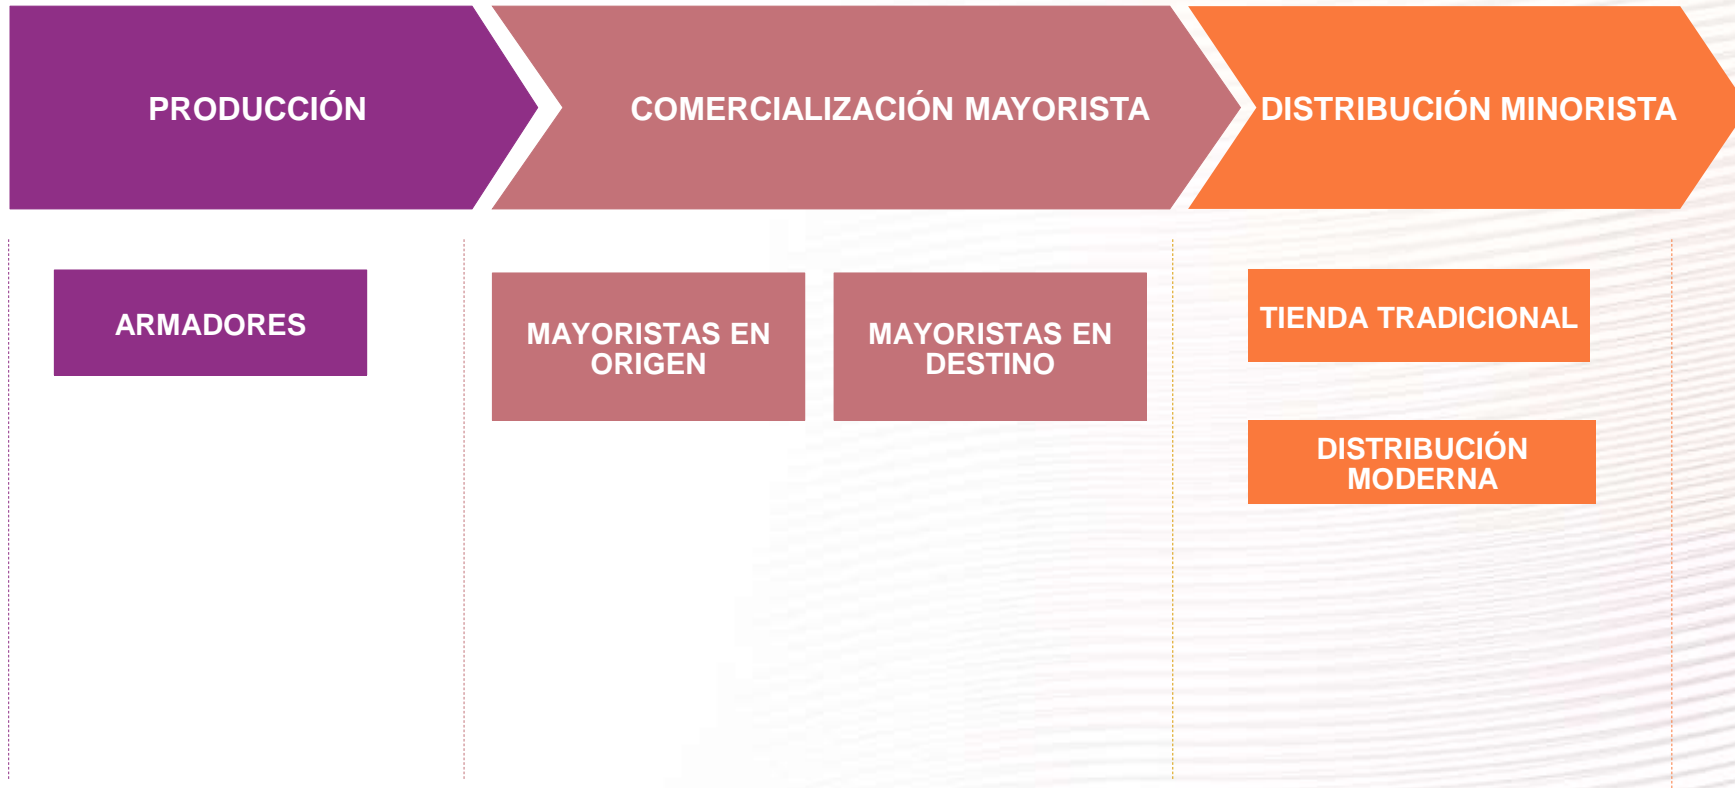 PRODUCCIÓN
COMERCIALIZACIÓN MAYORISTA
DISTRIBUCIÓN MINORISTA
ARMADORES
MAYORISTAS EN
ORIGEN
MAYORISTAS EN
DESTINO
TIENDA TRADICIONAL
DISTRIBUCIÓN
MODERNA